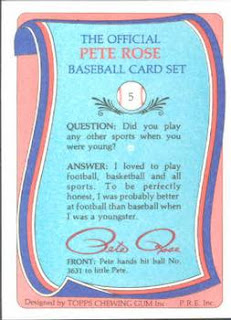 THE OFFICIAL
PETE ROSE
BASEBALL CARD SET
5
QUESTION: Did you play
any other sports when you
were young?
ANSWER: I loved to play
football, basketball and all
sports. To be perfectly
honest, I was probably better
at football than baseball when
I was a youngster.
Pete Rose
FRONT: Pete hands hit ball No.
3631 to little Pete.
Designed by TOPPS CHEWING GUM Inc P.R.E. Inc